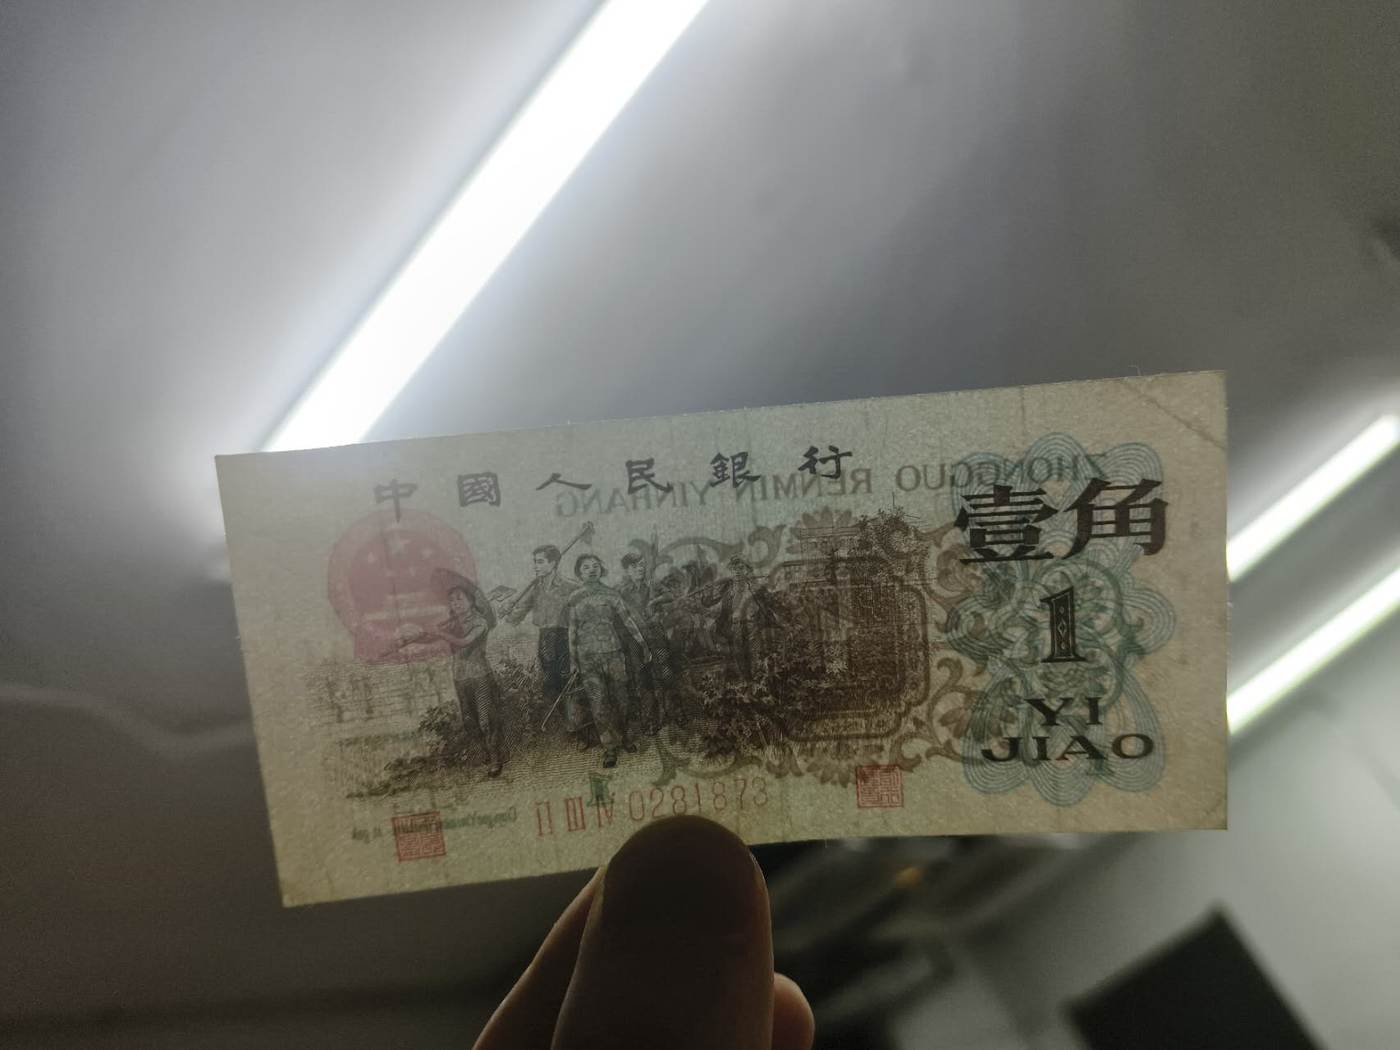 中國人民銀行
ZHONGGUO RENMIN YINHANG
壹角
1
YI
JIAO
II III IV 0281873